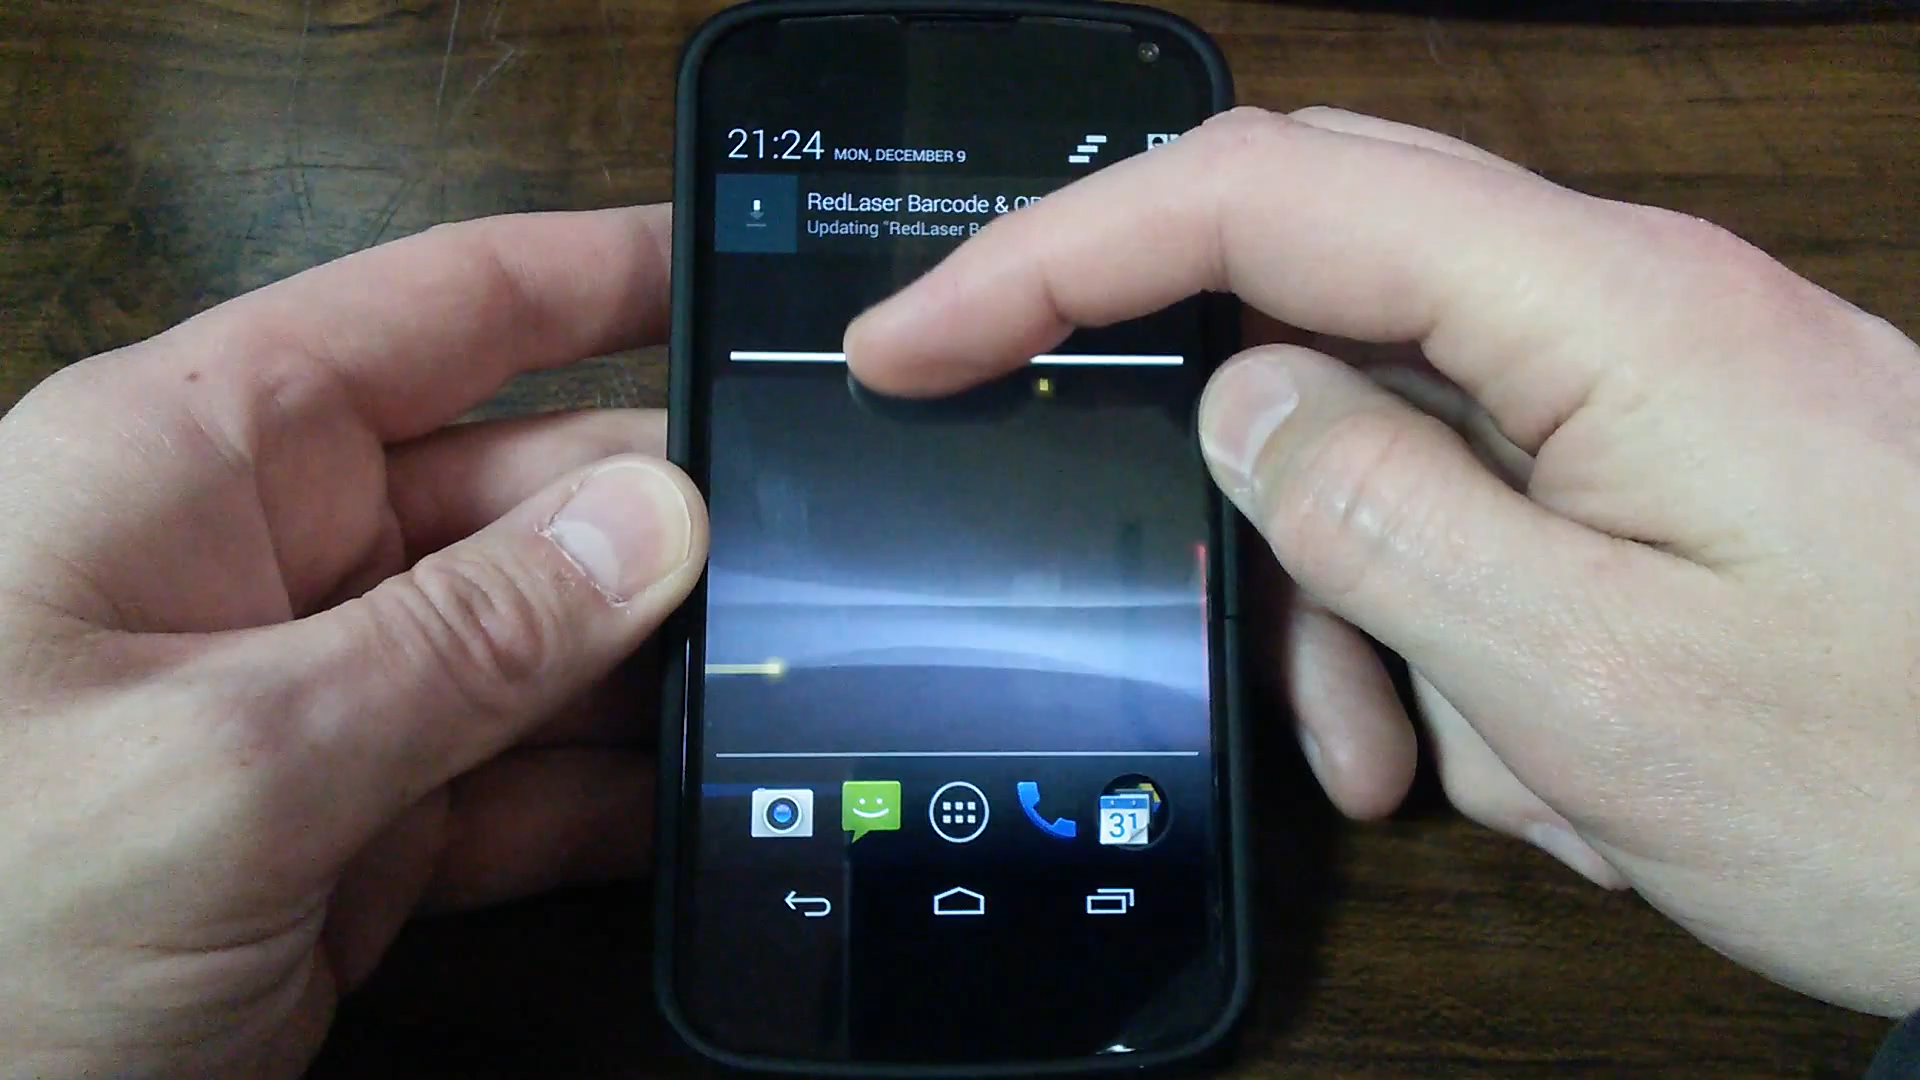 21:24 MON, DECEMBER 9
RedLaser Barcode &
Updating "RedLaser
31